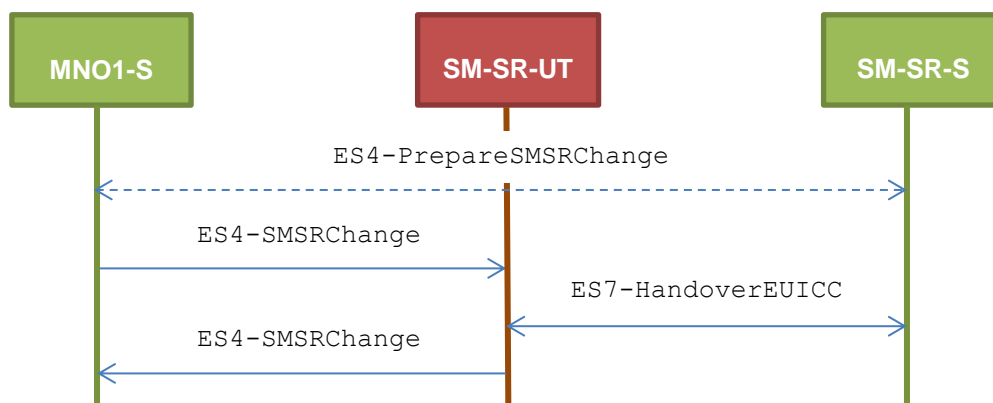 MNO1-S
SM-SR-UT
SM-SR-S
ES4-PrepareSMSRChange
ES4-SMSRChange
ES7-HandoverEUICC
ES4-SMSRChange